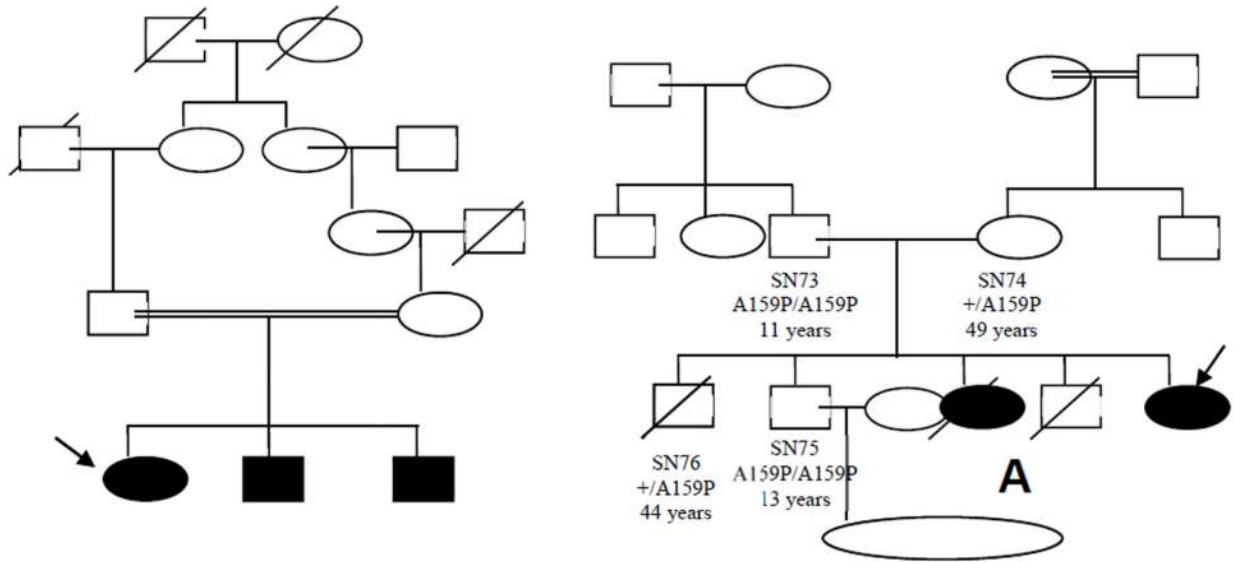 SN73
A159P/A159P
11 years
SN74
+/A159P
49 years
SN76
+/A159P
44 years
SN75
A159P/A159P
13 years
A